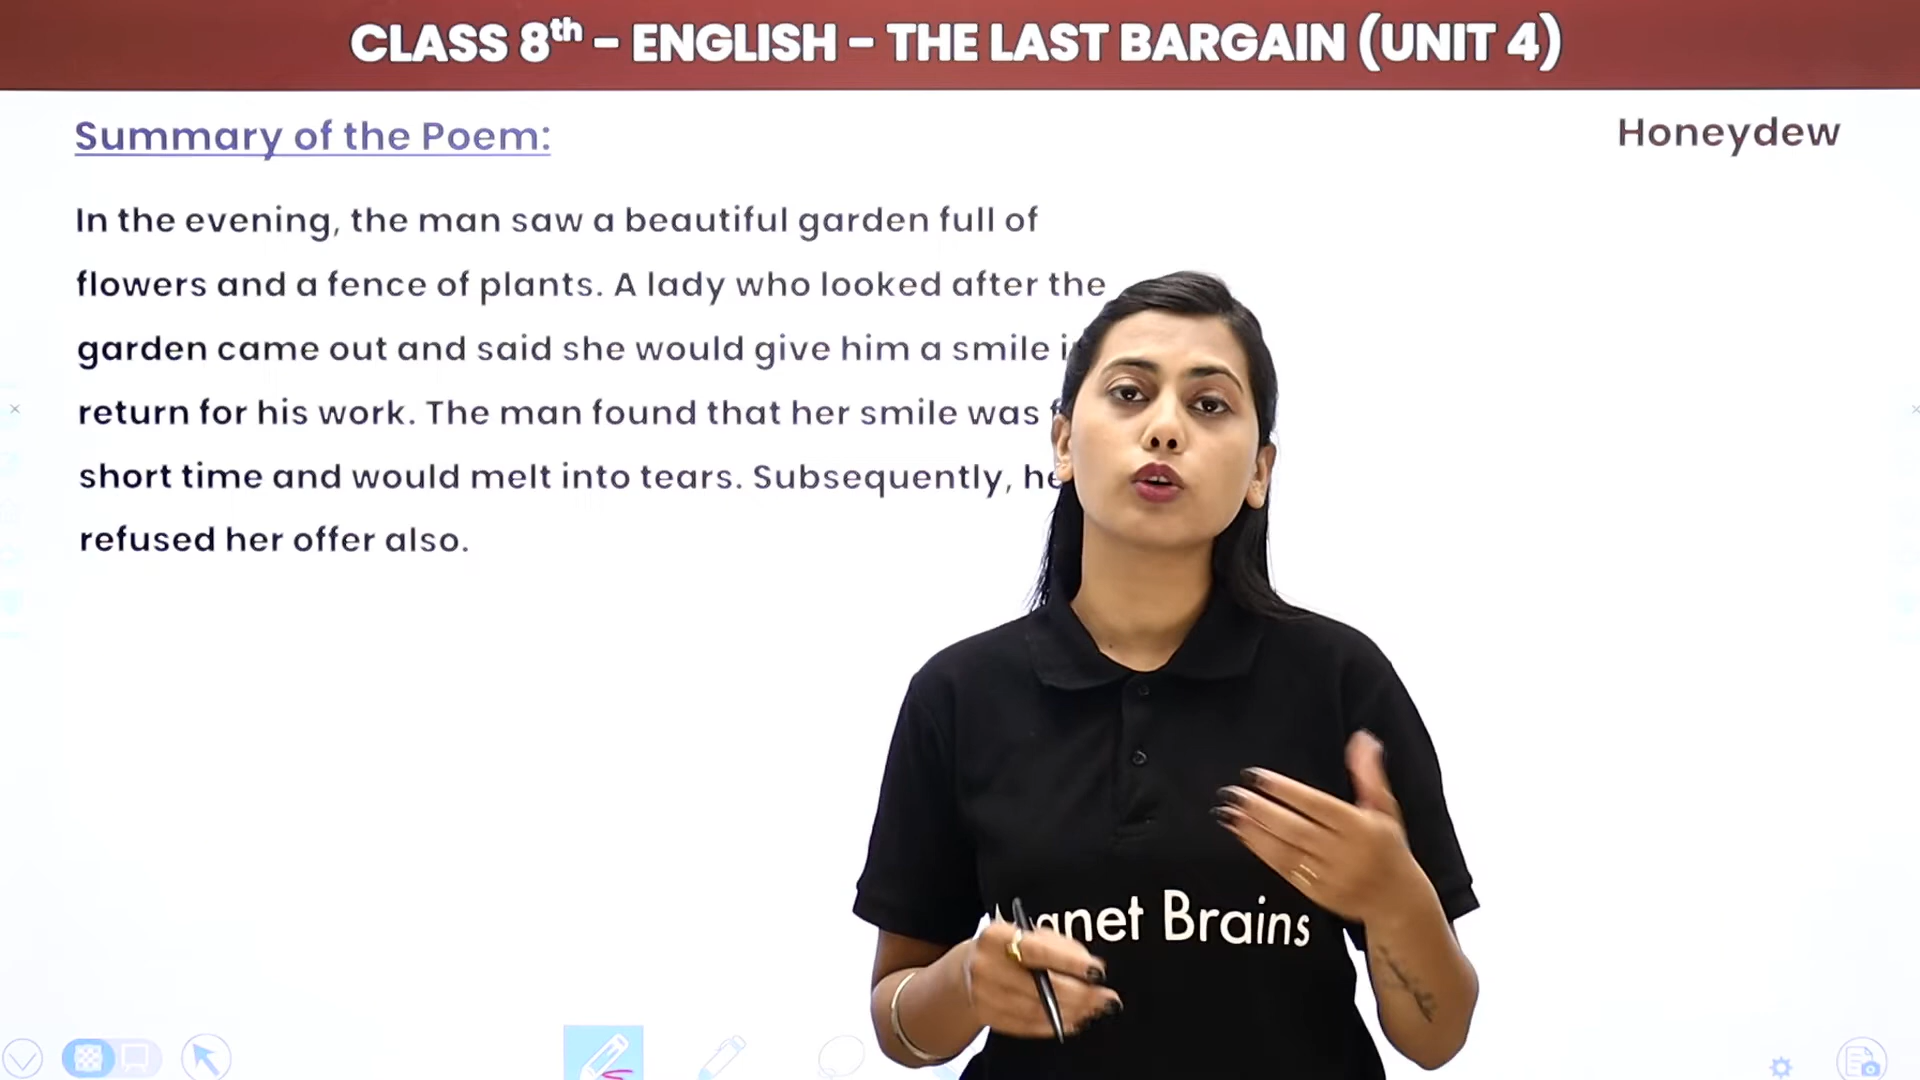 CLASS 8th – ENGLISH – THE LAST BARGAIN (UNIT 4)
Summary of the Poem:
Honeydew
In the evening, the man saw a beautiful garden full of
flowers and a fence of plants. A lady who looked after the
garden came out and said she would give him a smile
return for his work. The man found that her smile was
short time and would melt into tears. Subsequently, he
refused her offer also.
Brains